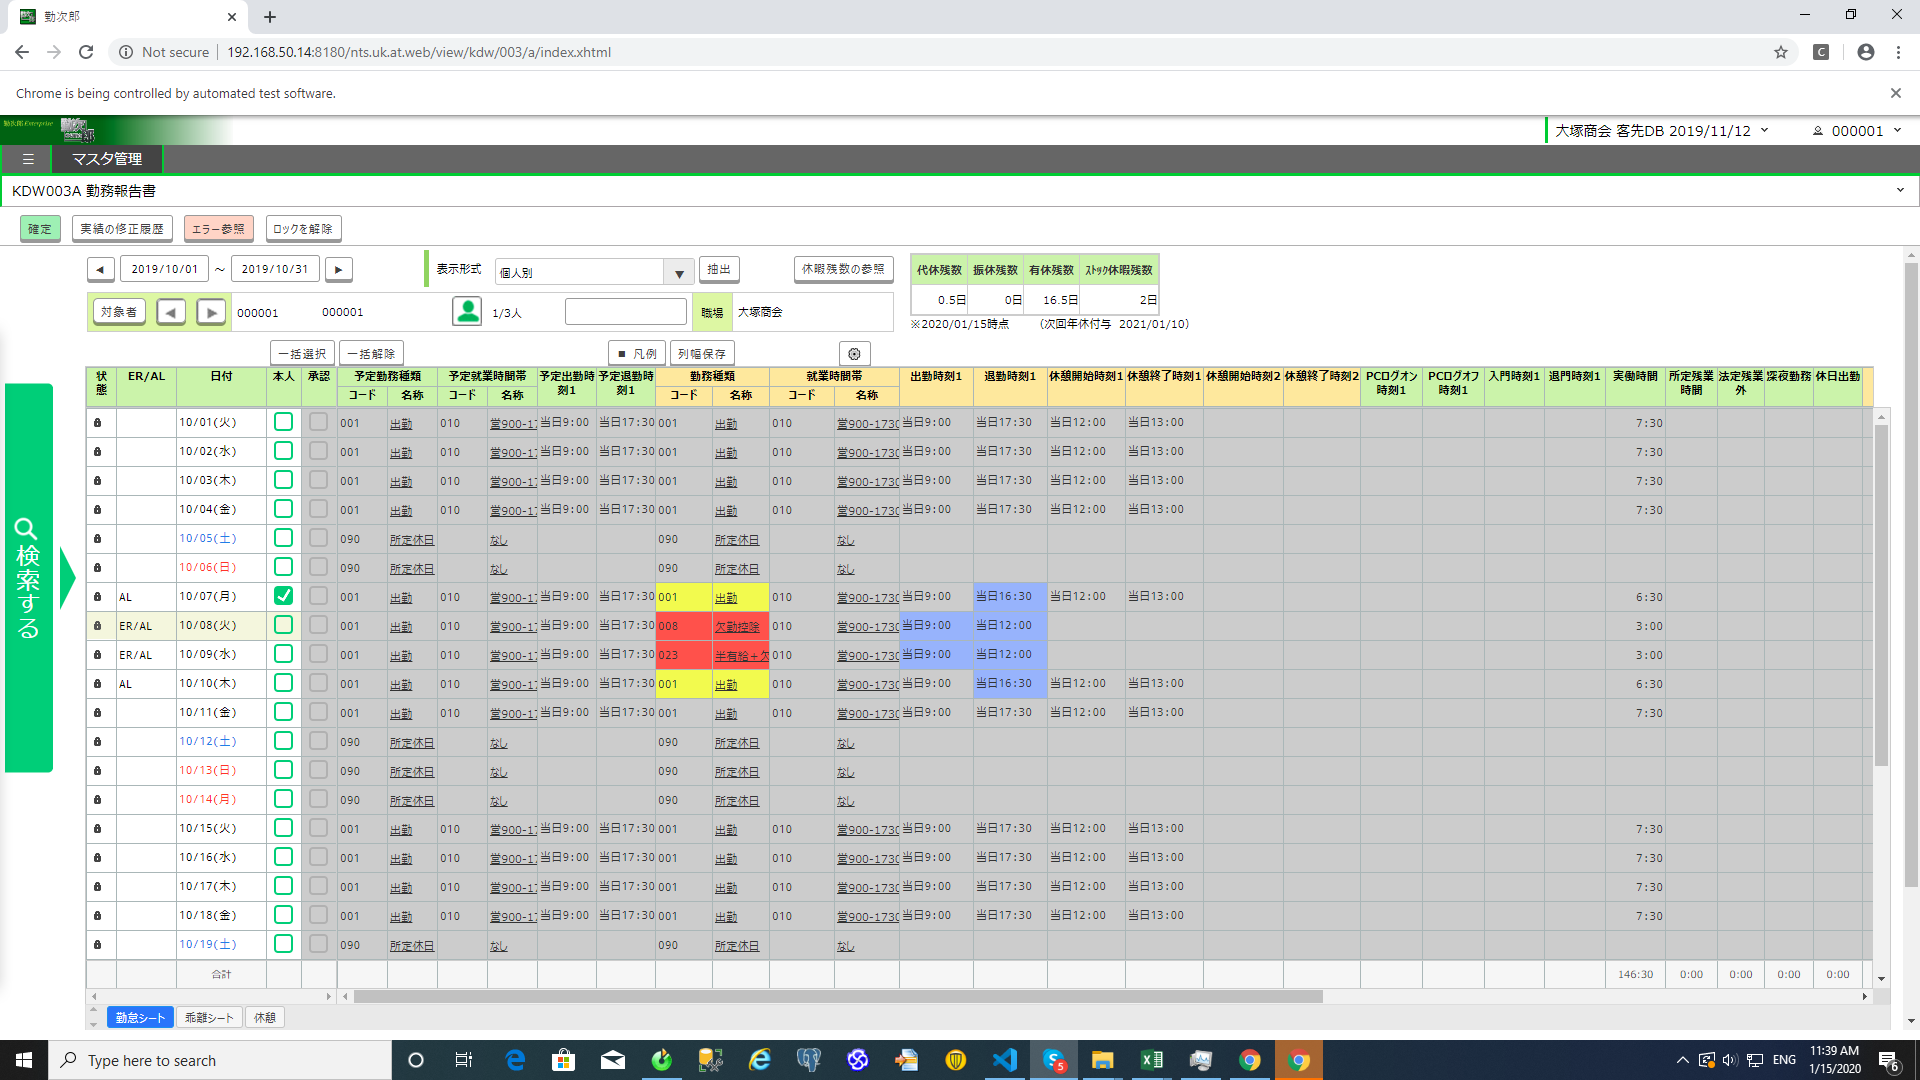 勤次郎
Not secure
192.168.50.14:8180/nts.uk.at.web/view/kdw/003/a/index.xhtml
Chrome is being controlled by automated test software.
勤次郎 Enterprise
大塚商会 客先DB 2019/11/12
000001
マスタ管理
KDW003A 勤務報告書
確定 実績の修正履歴 エラー参照 ロックを解除
2019/10/01 ～ 2019/10/31 表示形式 個人別 抽出 休暇残数の参照
対象者 000001 000001 1/3人 職場 大塚商会
代休残数 振休残数 有休残数 ストック休暇残数
0.5日 0日 16.5日 2日
※2020/01/15時点 （次回年休付与 2021/01/10）
一括選択 一括解除 ■ 凡例 列幅保存
状態 ER/AL 日付 本人 承認 予定勤務種類 予定就業時間帯 予定出勤時刻1 予定退勤時刻1 勤務種類 就業時間帯 出勤時刻1 退勤時刻1 休憩開始時刻1 休憩終了時刻1 休憩開始時刻2 休憩終了時刻2 PCログオン時刻1 PCログオフ時刻1 入門時刻1 退門時刻1 実働時間 所定残業時間 法定残業外 深夜勤務 休日出勤
コード 名称 コード 名称 コード 名称 コード 名称
10/01(火) 001 出勤 010 営900-17 当日9:00 当日17:30 001 出勤 010 営900-1730 当日9:00 当日17:30 当日12:00 当日13:00 7:30
10/02(水) 001 出勤 010 営900-17 当日9:00 当日17:30 001 出勤 010 営900-1730 当日9:00 当日17:30 当日12:00 当日13:00 7:30
10/03(木) 001 出勤 010 営900-17 当日9:00 当日17:30 001 出勤 010 営900-1730 当日9:00 当日17:30 当日12:00 当日13:00 7:30
10/04(金) 001 出勤 010 営900-17 当日9:00 当日17:30 001 出勤 010 営900-1730 当日9:00 当日17:30 当日12:00 当日13:00 7:30
10/05(土) 090 所定休日 なし 090 所定休日 なし
10/06(日) 090 所定休日 なし 090 所定休日 なし
AL 10/07(月) 001 出勤 010 営900-17 当日9:00 当日17:30 001 出勤 010 営900-1730 当日9:00 当日16:30 当日12:00 当日13:00 6:30
ER/AL 10/08(火) 001 出勤 010 営900-17 当日9:00 当日17:30 008 欠勤控除 010 営900-1730 当日9:00 当日12:00 3:00
ER/AL 10/09(水) 001 出勤 010 営900-17 当日9:00 当日17:30 023 半有給+欠 010 営900-1730 当日9:00 当日12:00 3:00
AL 10/10(木) 001 出勤 010 営900-17 当日9:00 当日17:30 001 出勤 010 営900-1730 当日9:00 当日16:30 当日12:00 当日13:00 6:30
10/11(金) 001 出勤 010 営900-17 当日9:00 当日17:30 001 出勤 010 営900-1730 当日9:00 当日17:30 当日12:00 当日13:00 7:30
10/12(土) 090 所定休日 なし 090 所定休日 なし
10/13(日) 090 所定休日 なし 090 所定休日 なし
10/14(月) 090 所定休日 なし 090 所定休日 なし
10/15(火) 001 出勤 010 営900-17 当日9:00 当日17:30 001 出勤 010 営900-1730 当日9:00 当日17:30 当日12:00 当日13:00 7:30
10/16(水) 001 出勤 010 営900-17 当日9:00 当日17:30 001 出勤 010 営900-1730 当日9:00 当日17:30 当日12:00 当日13:00 7:30
10/17(木) 001 出勤 010 営900-17 当日9:00 当日17:30 001 出勤 010 営900-1730 当日9:00 当日17:30 当日12:00 当日13:00 7:30
10/18(金) 001 出勤 010 営900-17 当日9:00 当日17:30 001 出勤 010 営900-1730 当日9:00 当日17:30 当日12:00 当日13:00 7:30
10/19(土) 090 所定休日 なし 090 所定休日 なし
合計 146:30 0:00 0:00 0:00 0:00
検索する
勤怠シート 乖離シート 休憩
Type here to search
ENG
11:39 AM
1/15/2020
5
6